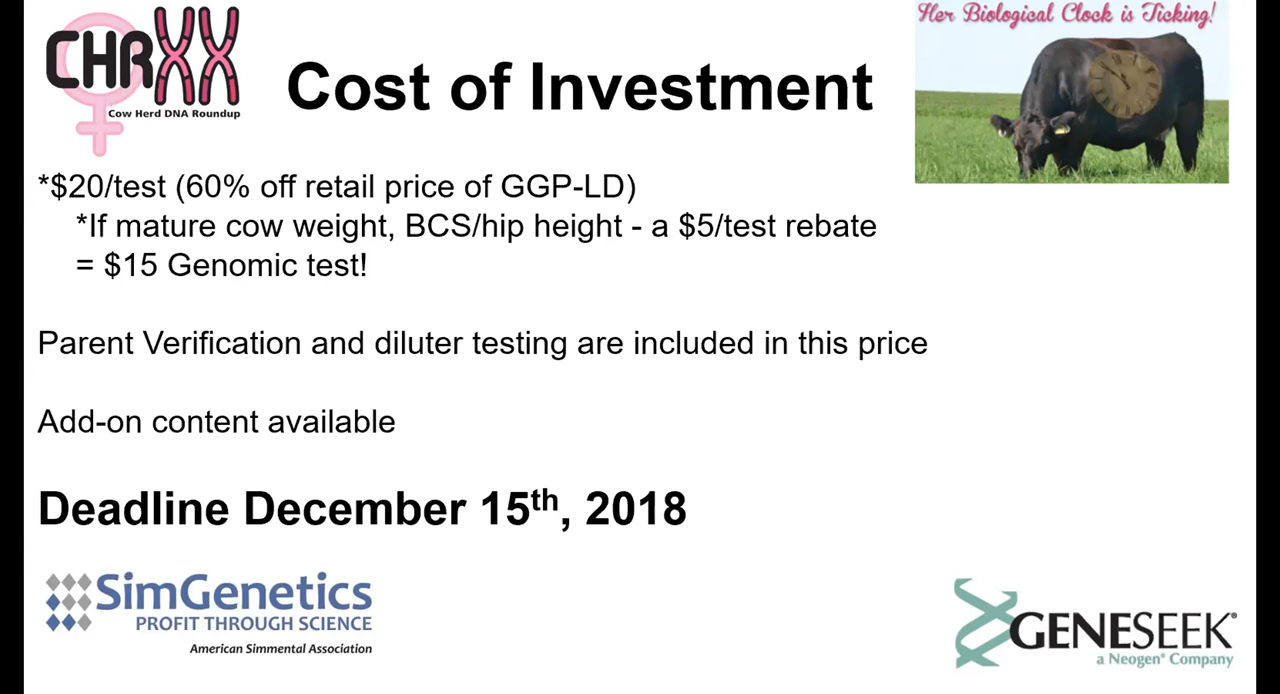 CHRXX
Cow Herd DNA Roundup
Cost of Investment
Her Biological Clock is Ticking!
*$20/test (60% off retail price of GGP-LD)
*If mature cow weight, BCS/hip height - a $5/test rebate
= $15 Genomic test!
Parent Verification and diluter testing are included in this price
Add-on content available
Deadline December 15th, 2018
SimGenetics
PROFIT THROUGH SCIENCE
American Simmental Association
GENESEEK®
a Neogen® Company